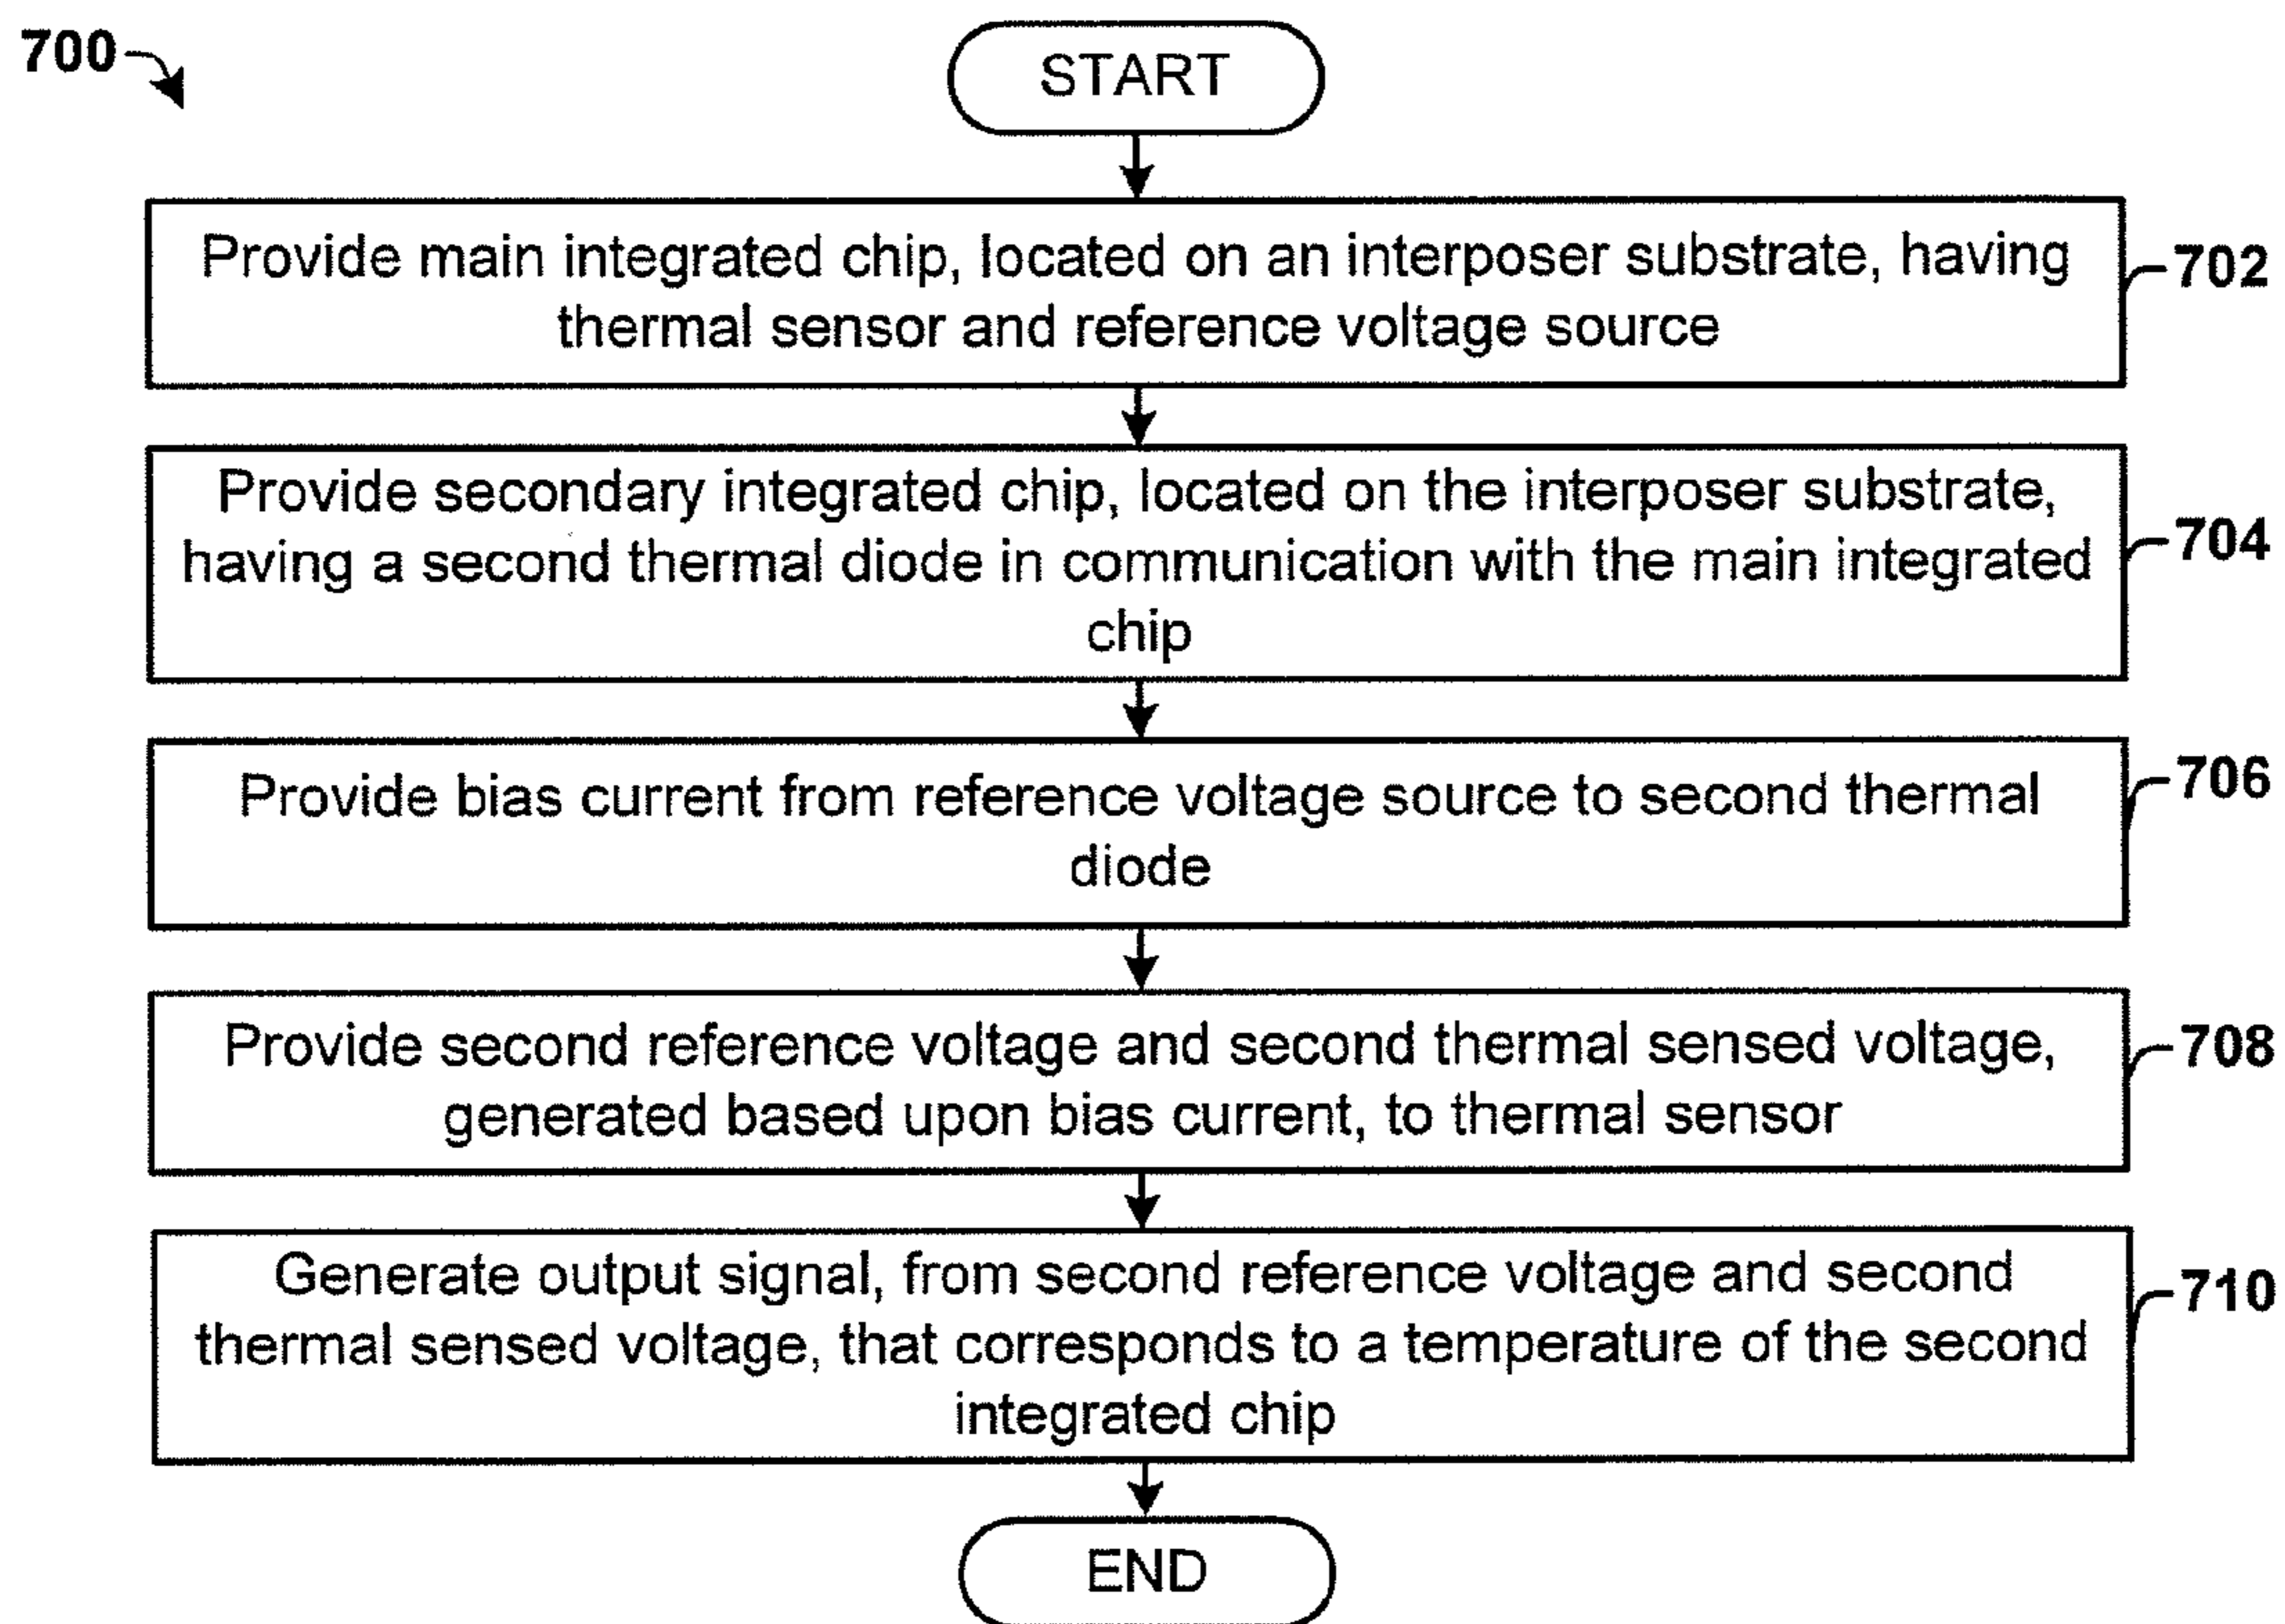 700
START
Provide main integrated chip, located on an interposer substrate, having
thermal sensor and reference voltage source
702
Provide secondary integrated chip, located on the interposer substrate,
having a second thermal diode in communication with the main integrated
chip
704
Provide bias current from reference voltage source to second thermal
diode
706
Provide second reference voltage and second thermal sensed voltage,
generated based upon bias current, to thermal sensor
708
Generate output signal, from second reference voltage and second
thermal sensed voltage, that corresponds to a temperature of the second
integrated chip
710
END